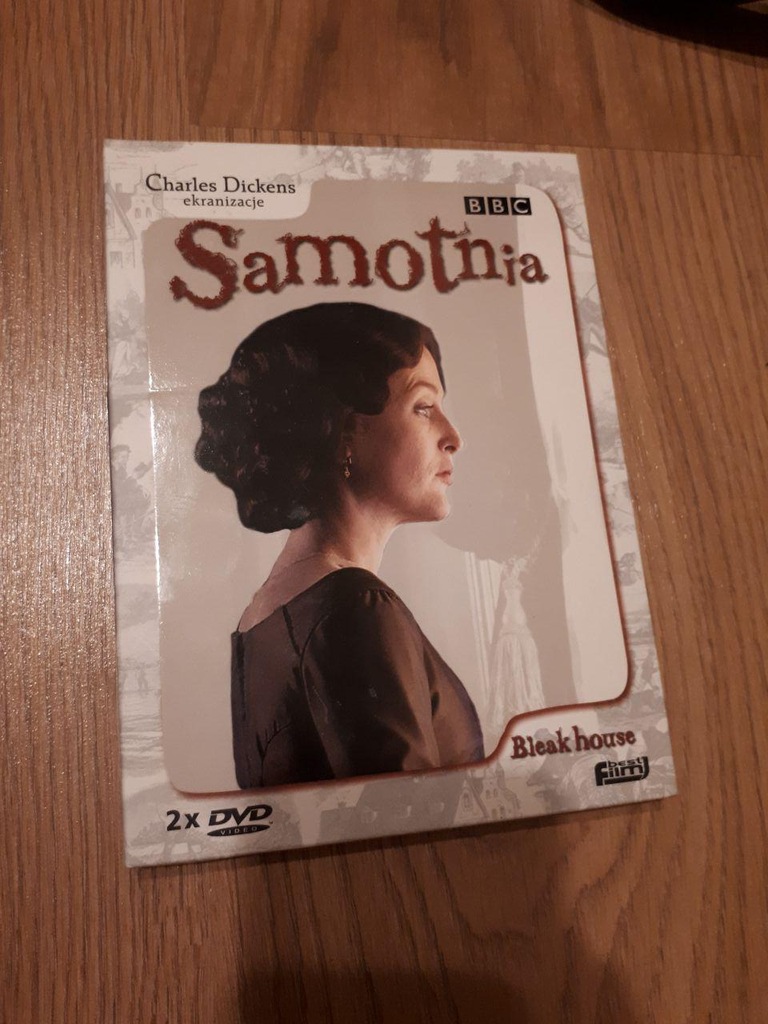 Charles Dickens
ekranizacje
BBC
Samotnia
Bleak house
best
film
2x DVD
VIDEO